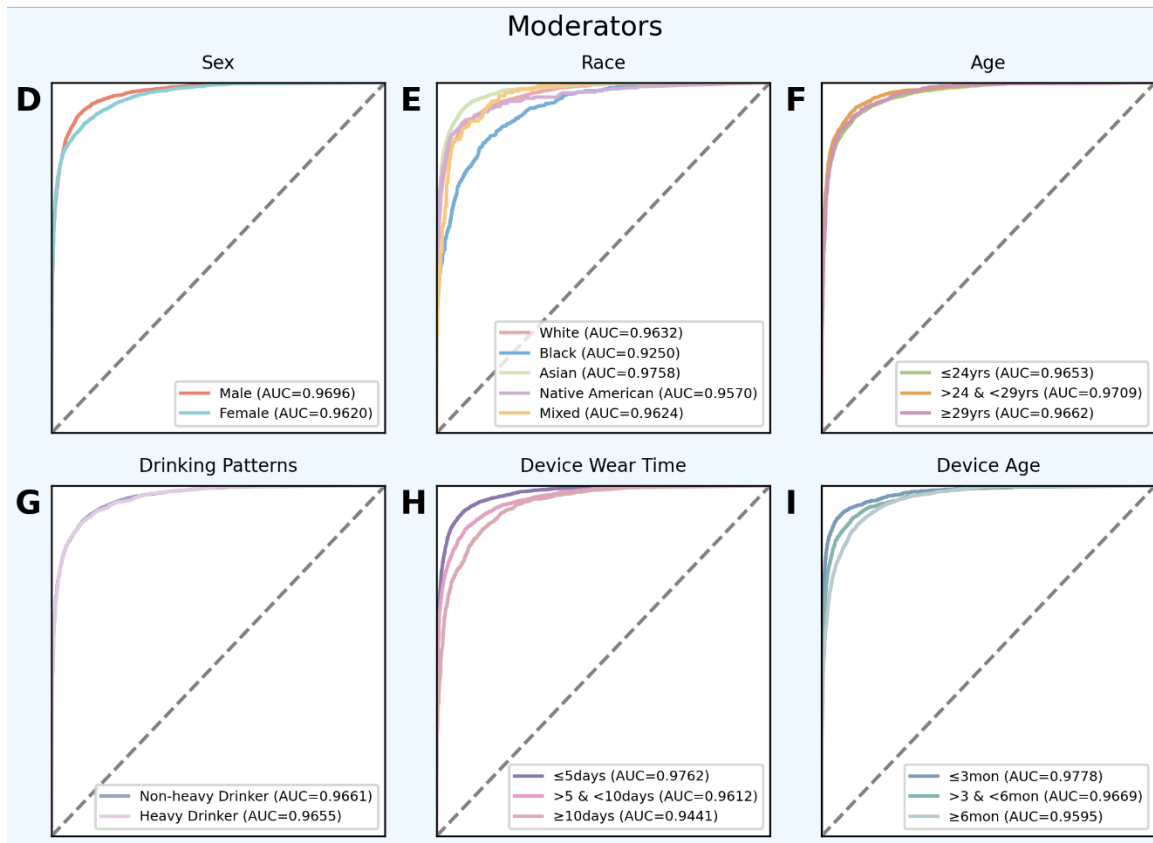 Moderators
Sex
D
Male (AUC=0.9696)
Female (AUC=0.9620)
Race
E
White (AUC=0.9632)
Black (AUC=0.9250)
Asian (AUC=0.9758)
Native American (AUC=0.9570)
Mixed (AUC=0.9624)
Age
F
≤24yrs (AUC=0.9653)
>24 & <29yrs (AUC=0.9709)
≥29yrs (AUC=0.9662)
Drinking Patterns
G
Non-heavy Drinker (AUC=0.9661)
Heavy Drinker (AUC=0.9655)
Device Wear Time
H
≤5days (AUC=0.9762)
>5 & <10days (AUC=0.9612)
≥10days (AUC=0.9441)
Device Age
I
≤3mon (AUC=0.9778)
>3 & <6mon (AUC=0.9669)
≥6mon (AUC=0.9595)